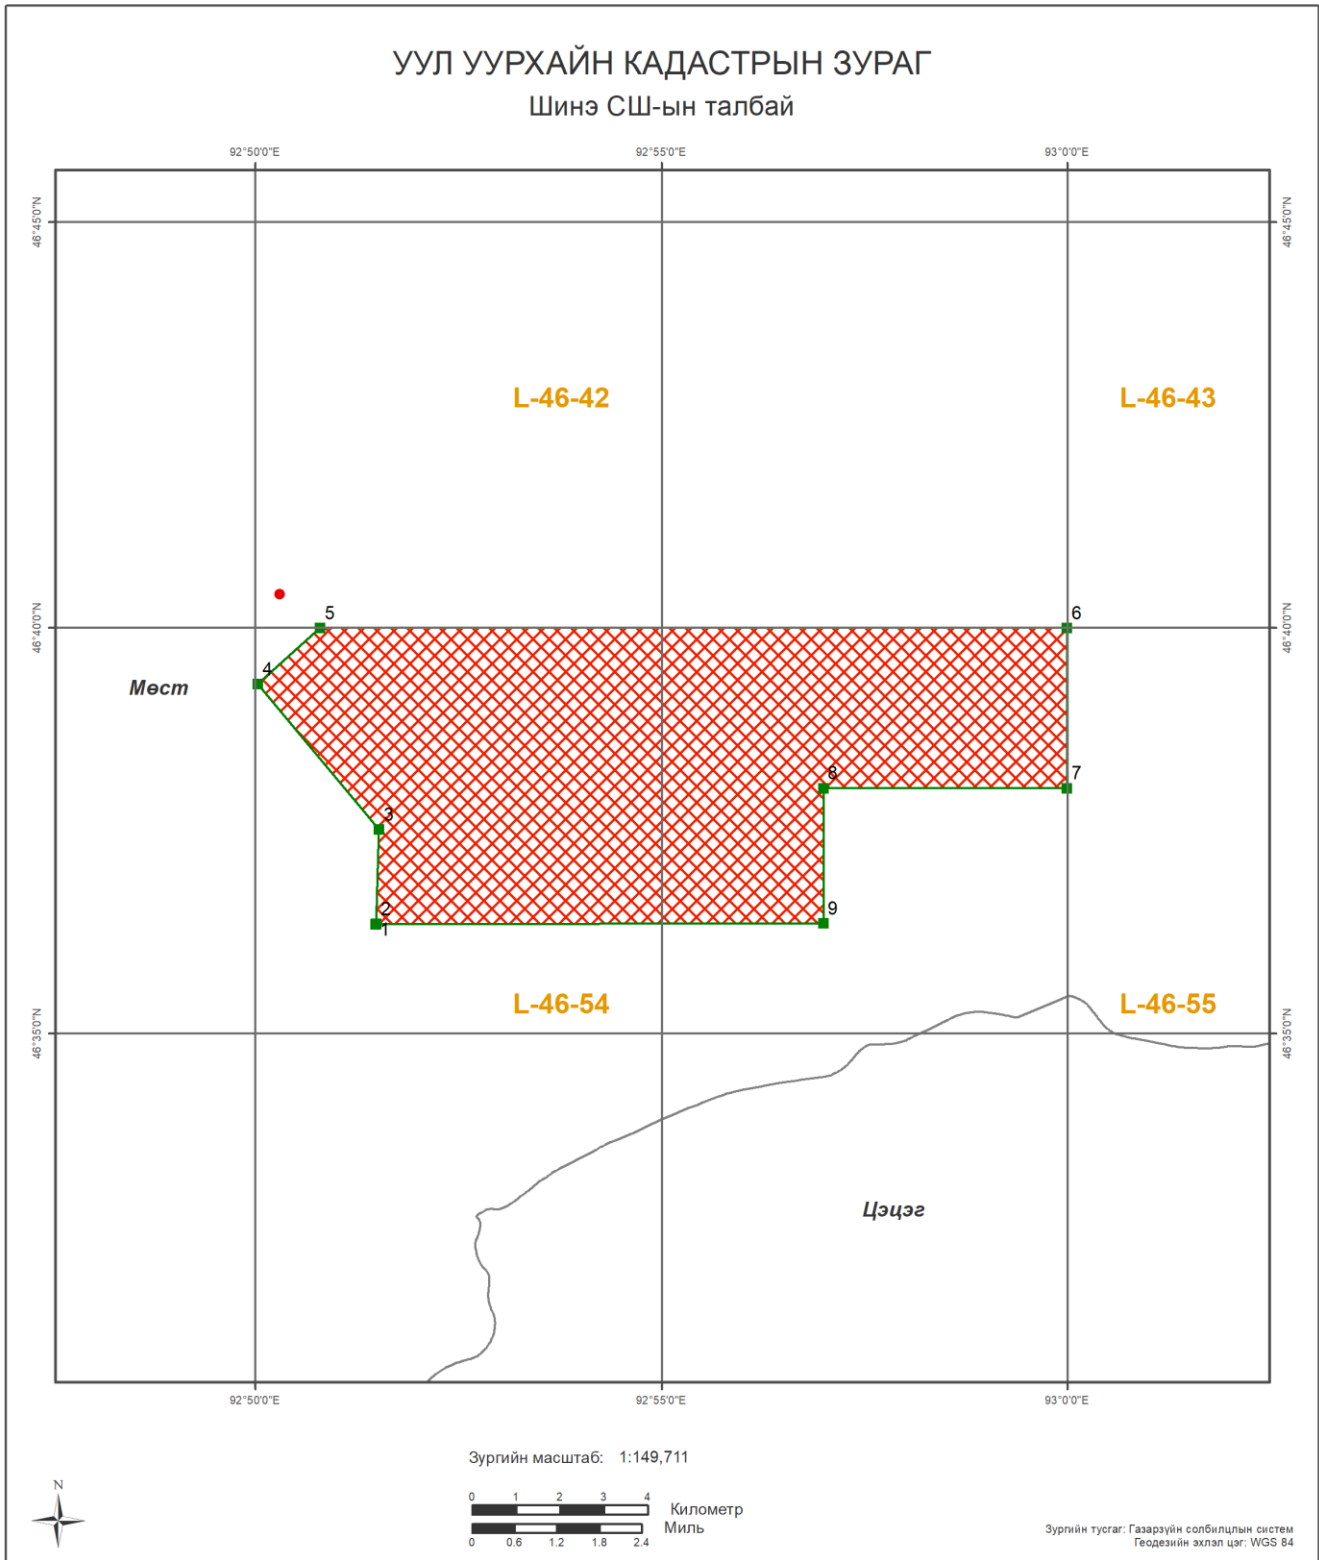 УУЛ УУРХАЙН КАДАСТРЫН ЗУРАГ
Шинэ СШ-ын талбай
92°50'0"E 92°55'0"E 93°0'0"E
46°45'0"N 46°45'0"N
L-46-42 L-46-43
5 6
46°40'0"N 46°40'0"N
4
Мөст
8 7
3
2 9
1
L-46-54 L-46-55
46°35'0"N 46°35'0"N
Цэцэг
92°50'0"E 92°55'0"E 93°0'0"E
Зургийн масштаб: 1:149,711
N
0 1 2 3 4
Километр
Миль
0 0.6 1.2 1.8 2.4
Зургийн тусгаг: Газарзүйн солбилцлын систем
Геодезийн эхлэл цэг: WGS 84